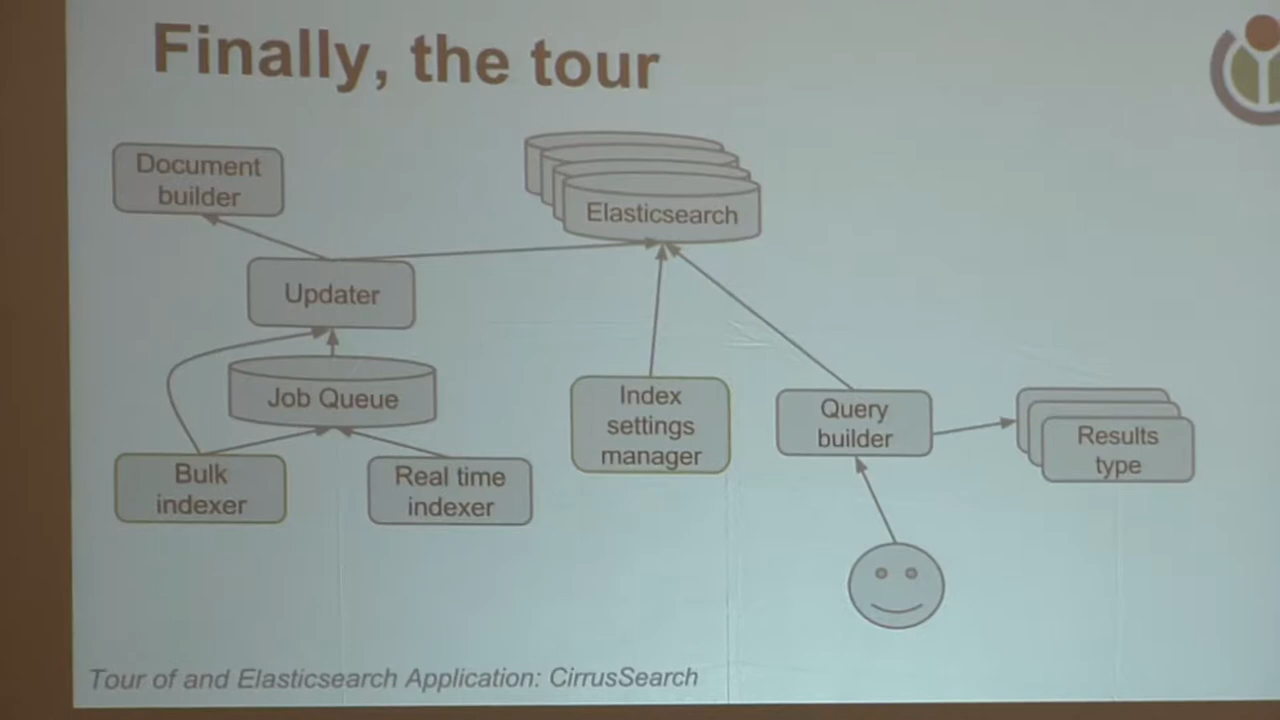 Finally, the tour
Document
builder
Elasticsearch
Updater
Job Queue
Index
settings
manager
Query
builder
Results
type
Bulk
indexer
Real time
indexer
Tour of and Elasticsearch Application: CirrusSearch